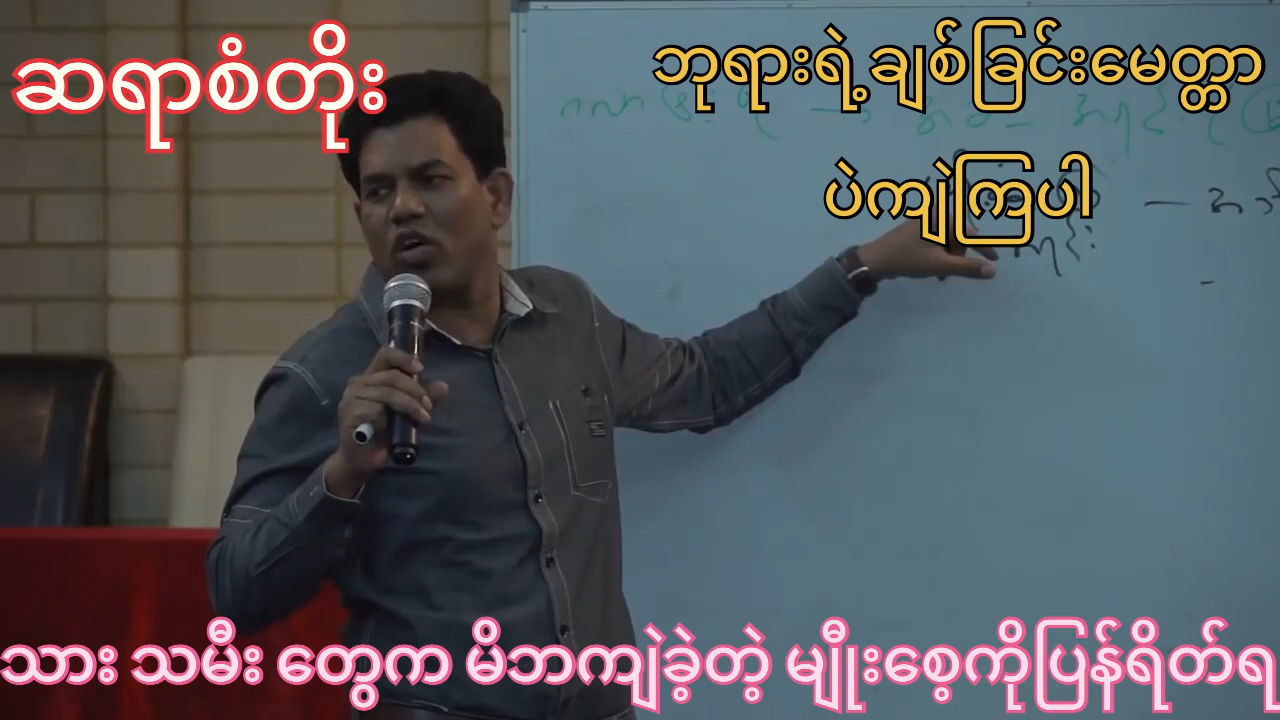 ဆရာစံတိုး
ဘုရားရဲ့ချစ်ခြင်းမေတ္တာ
ပဲကျဲကြပါ
သား သမီး တွေက မိဘကျဲခဲ့တဲ့ မျိုးစေ့ကိုပြန်ရိတ်ရ